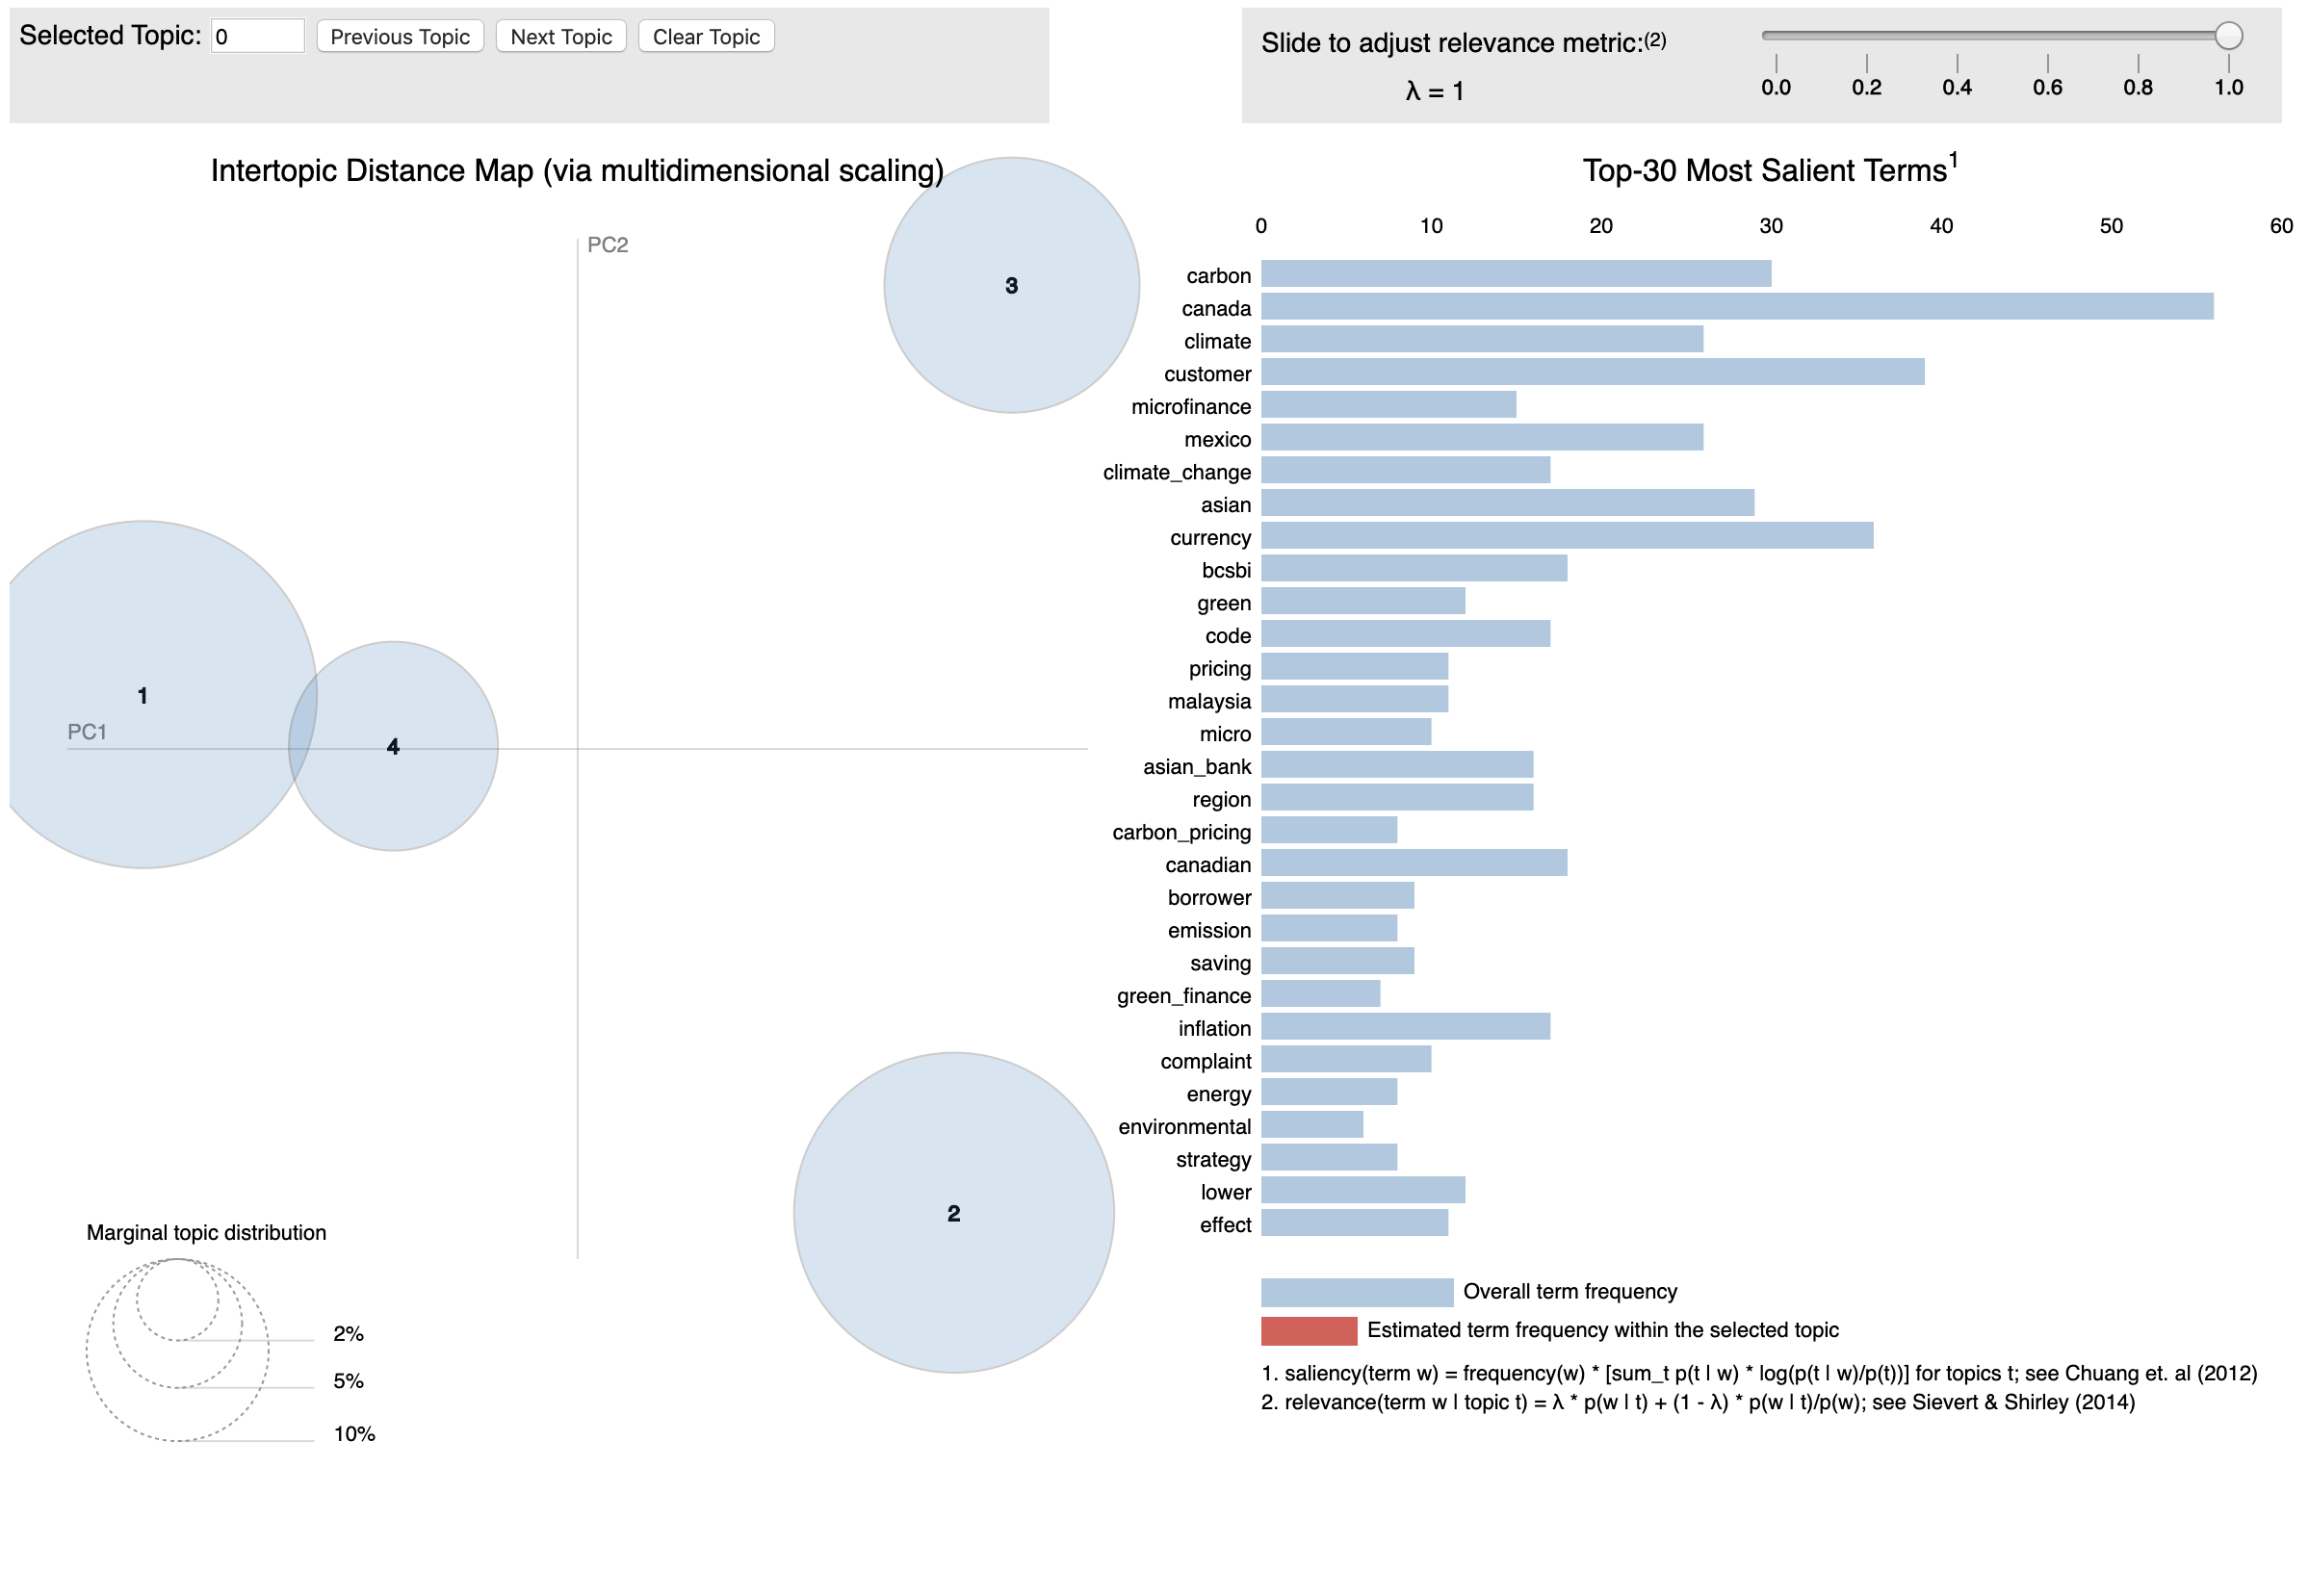 Selected Topic: 0 Previous Topic Next Topic Clear Topic
Slide to adjust relevance metric:(2)
λ = 1
0.0 0.2 0.4 0.6 0.8 1.0
Intertopic Distance Map (via multidimensional scaling)
PC2
3
1
PC1
4
2
Marginal topic distribution
2%
5%
10%
Top-30 Most Salient Terms1
0 10 20 30 40 50 60
carbon
canada
climate
customer
microfinance
mexico
climate_change
asian
currency
bcsbi
green
code
pricing
malaysia
micro
asian_bank
region
carbon_pricing
canadian
borrower
emission
saving
green_finance
inflation
complaint
energy
environmental
strategy
lower
effect
Overall term frequency
Estimated term frequency within the selected topic
1. saliency(term w) = frequency(w) * [sum_t p(t | w) * log(p(t | w)/p(t))] for topics t; see Chuang et. al (2012)
2. relevance(term w | topic t) = λ * p(w | t) + (1 - λ) * p(w | t)/p(w); see Sievert & Shirley (2014)